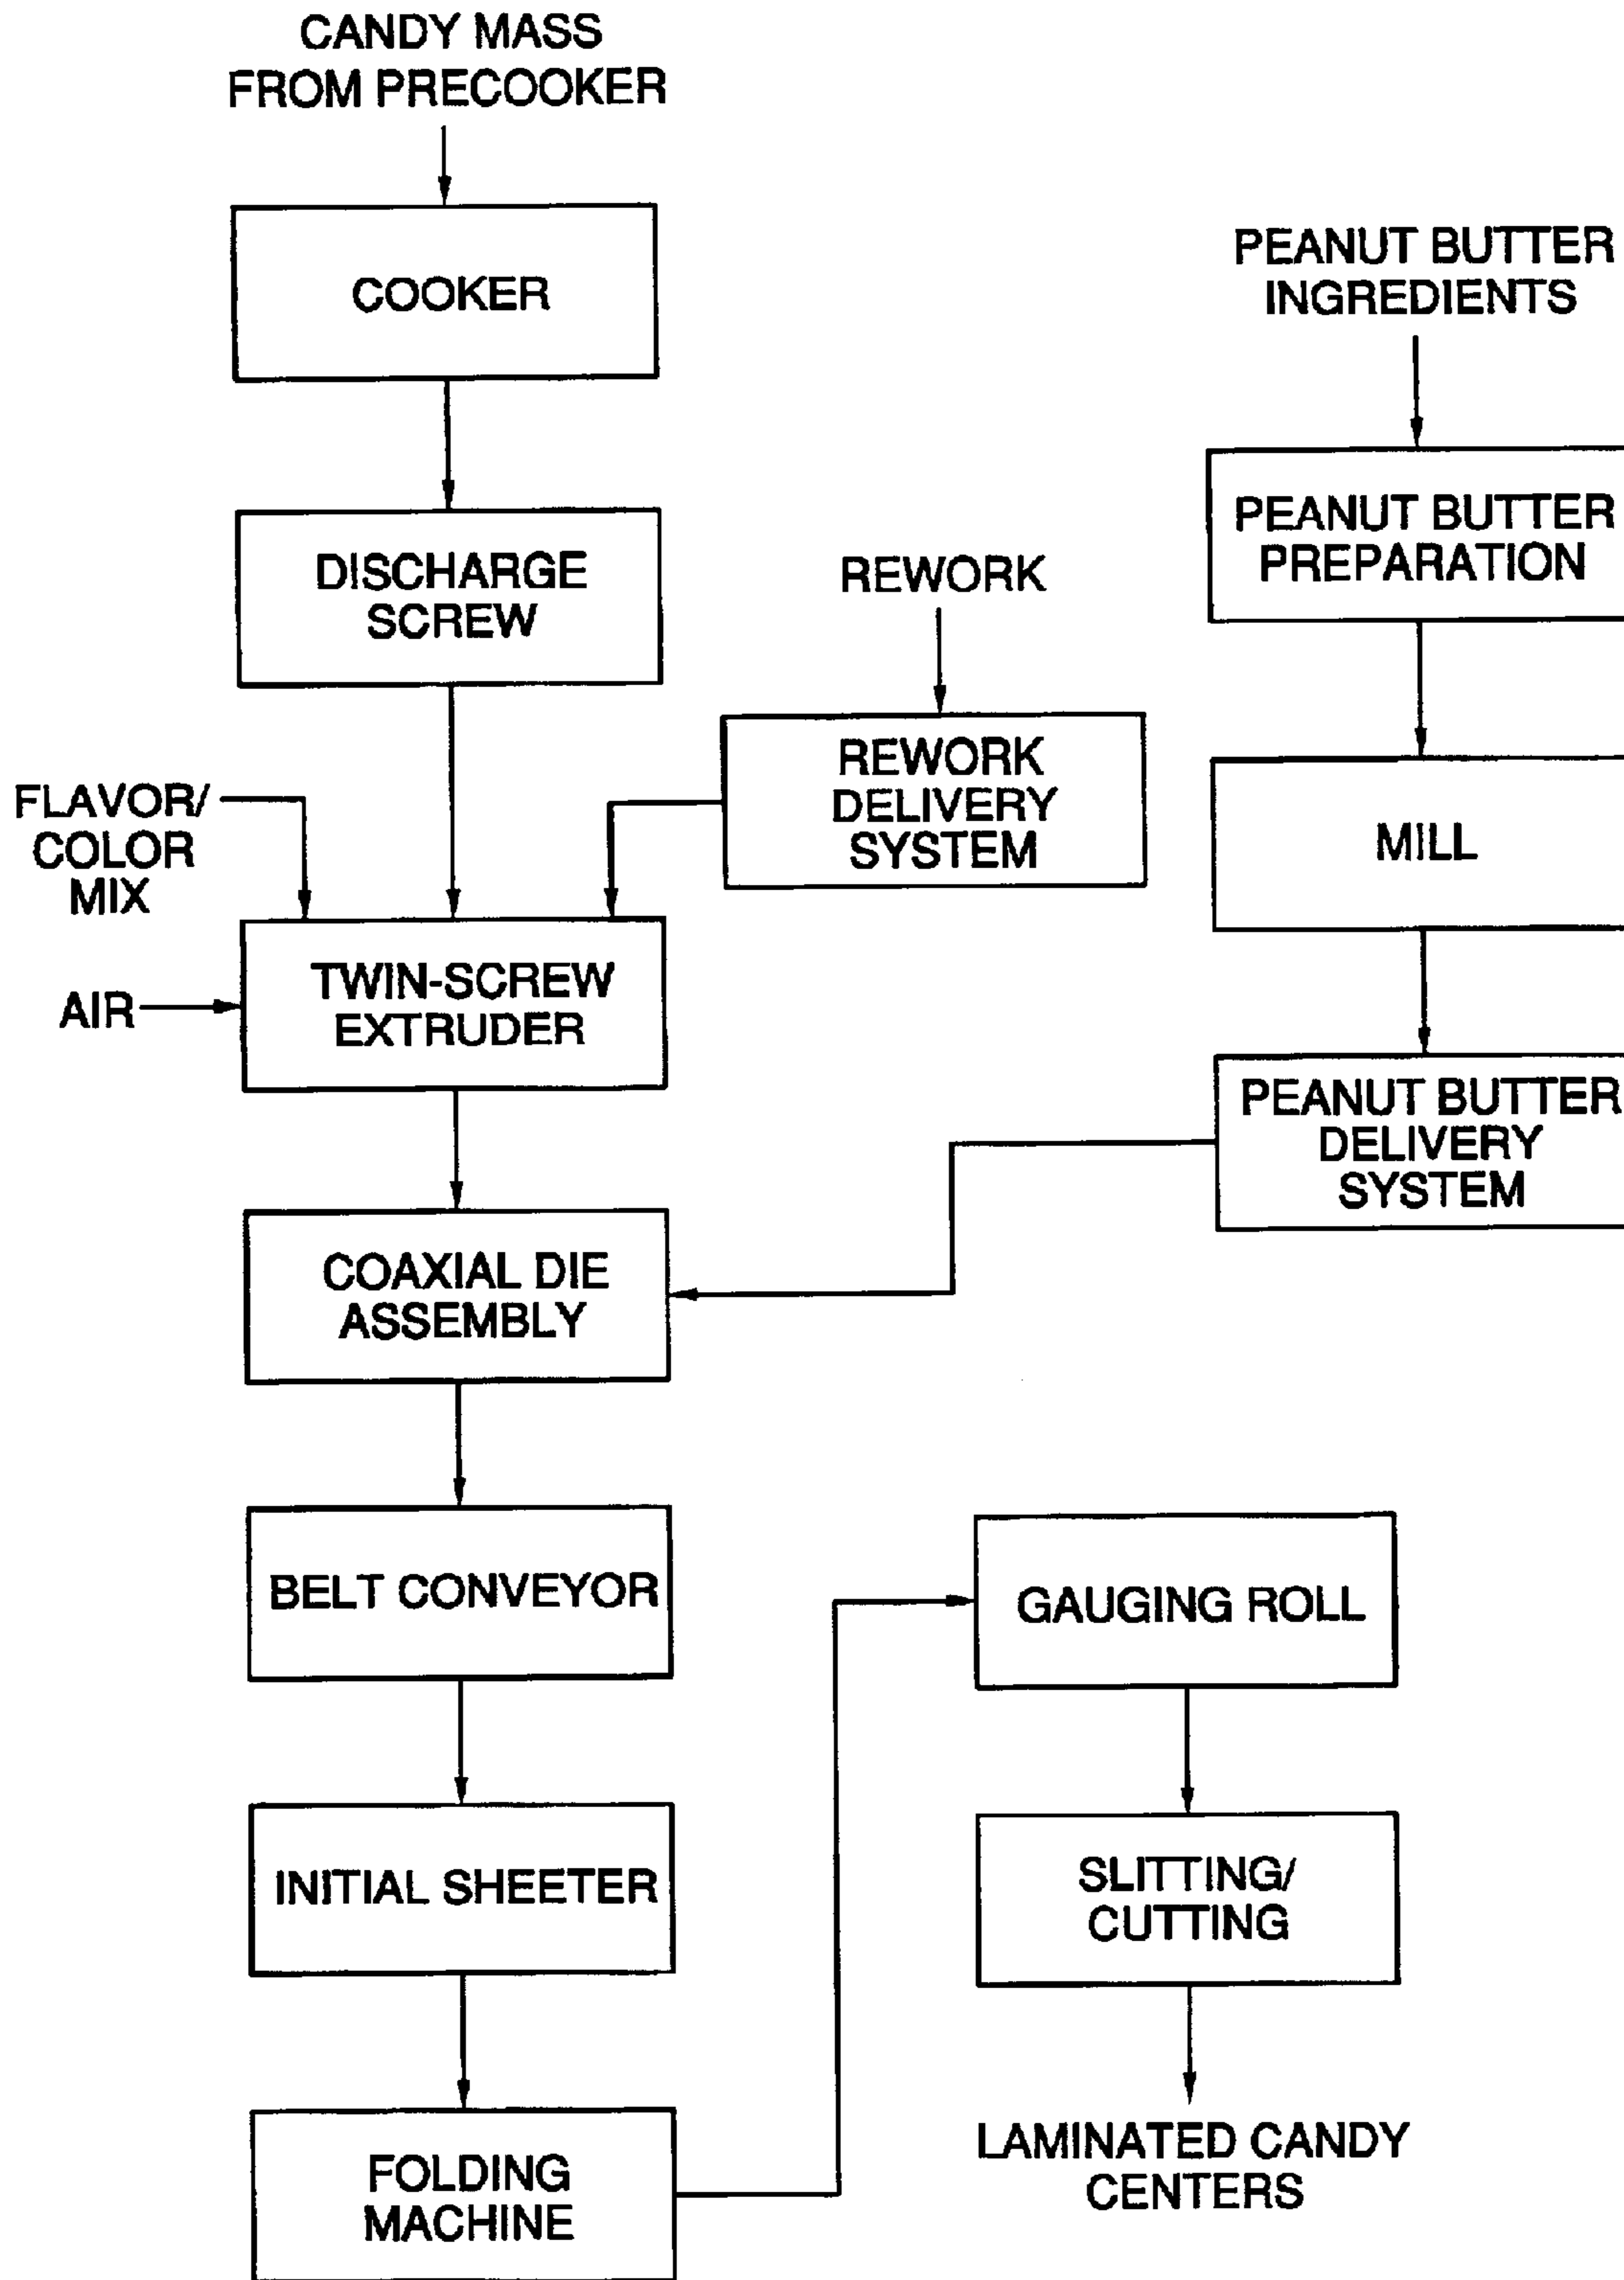 CANDY MASS
FROM PRECOOKER
COOKER
DISCHARGE
SCREW
REWORK
REWORK
DELIVERY
SYSTEM
FLAVOR/
COLOR
MIX
AIR
TWIN-SCREW
EXTRUDER
PEANUT BUTTER
INGREDIENTS
PEANUT BUTTER
PREPARATION
MILL
PEANUT BUTTER
DELIVERY
SYSTEM
COAXIAL DIE
ASSEMBLY
BELT CONVEYOR
INITIAL SHEETER
FOLDING
MACHINE
GAUGING ROLL
SLITTING/
CUTTING
LAMINATED CANDY
CENTERS